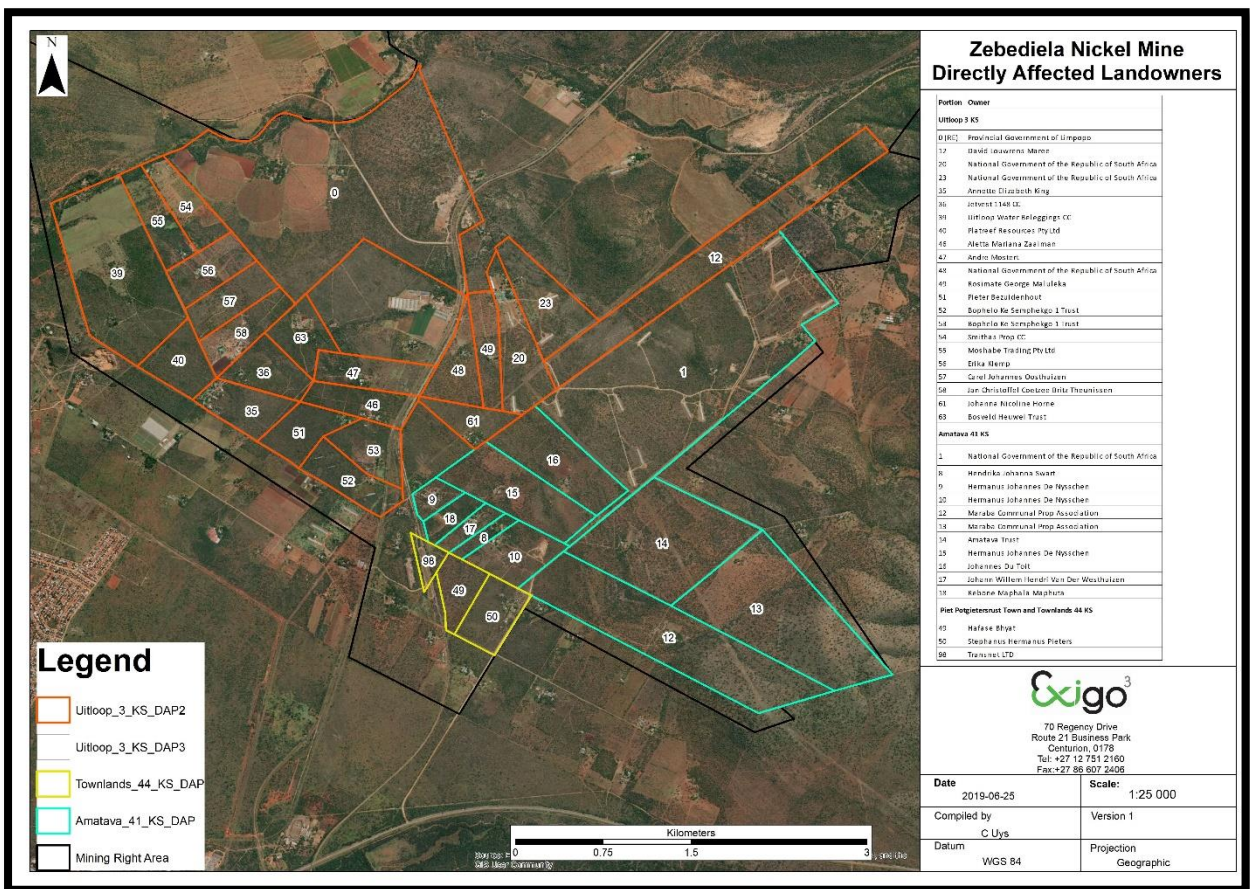 N
Zebediela Nickel Mine
Directly Affected Landowners
Portion Owner
Uitloop 3 KS
0 (RE) Provincial Government of Limpopo
12 David Louwrens Maree
20 National Government of the Republic of South Africa
23 National Government of the Republic of South Africa
35 Annette Elizabeth King
36 Jetvest 1148 CC
39 Uitloop Water Beleggings CC
40 Platreef Resources Pty Ltd
46 Aletta Mariana Zaaiman
47 Andre Mostert
48 National Government of the Republic of South Africa
49 Rosimate George Maluleka
51 Pieter Bezuidenhout
52 Bophelo Ke Semphekgo 1 Trust
53 Bophelo Ke Semphekgo 1 Trust
54 Smithas Prop CC
55 Moshabe Trading Pty Ltd
56 Erika Klemp
57 Carel Johannes Oosthuizen
58 Jan Christoffel Coetzee Britz Theunissen
61 Johanna Nicoline Horne
63 Bosveld Heuwel Trust
Amatava 41 KS
1 National Government of the Republic of South Africa
8 Hendrika Johanna Swart
9 Hermanus Johannes De Nysschen
10 Hermanus Johannes De Nysschen
12 Maraba Communal Prop Association
13 Maraba Communal Prop Association
14 Amatava Trust
15 Hermanus Johannes De Nysschen
16 Johannes Du Toit
17 Johann Willem Hendri Van Der Westhuizen
18 Kebone Maphala Maphuta
Piet Potgietersrust Town and Townlands 44 KS
49 Hafase Bhyat
50 Stephanus Hermanus Pieters
98 Transnet LTD
Exigo3
70 Regency Drive
Route 21 Business Park
Centurion, 0178
Tel: +27 12 751 2160
Fax:+27 86 607 2406
Date
2019-06-25
Scale:
1:25 000
Compiled by
C Uys
Version 1
Datum
WGS 84
Projection
Geographic
0
54
55
39
56
57
58
63
40
36
47
35
46
51
53
52
48
49
20
23
12
61
1
16
15
9
18
17
8
10
14
13
12
98
49
50
Legend
Uitloop_3_KS_DAP2
Uitloop_3_KS_DAP3
Townlands_44_KS_DAP
Amatava_41_KS_DAP
Mining Right Area
Kilometers
0 0.75 1.5 3
GIS User Community